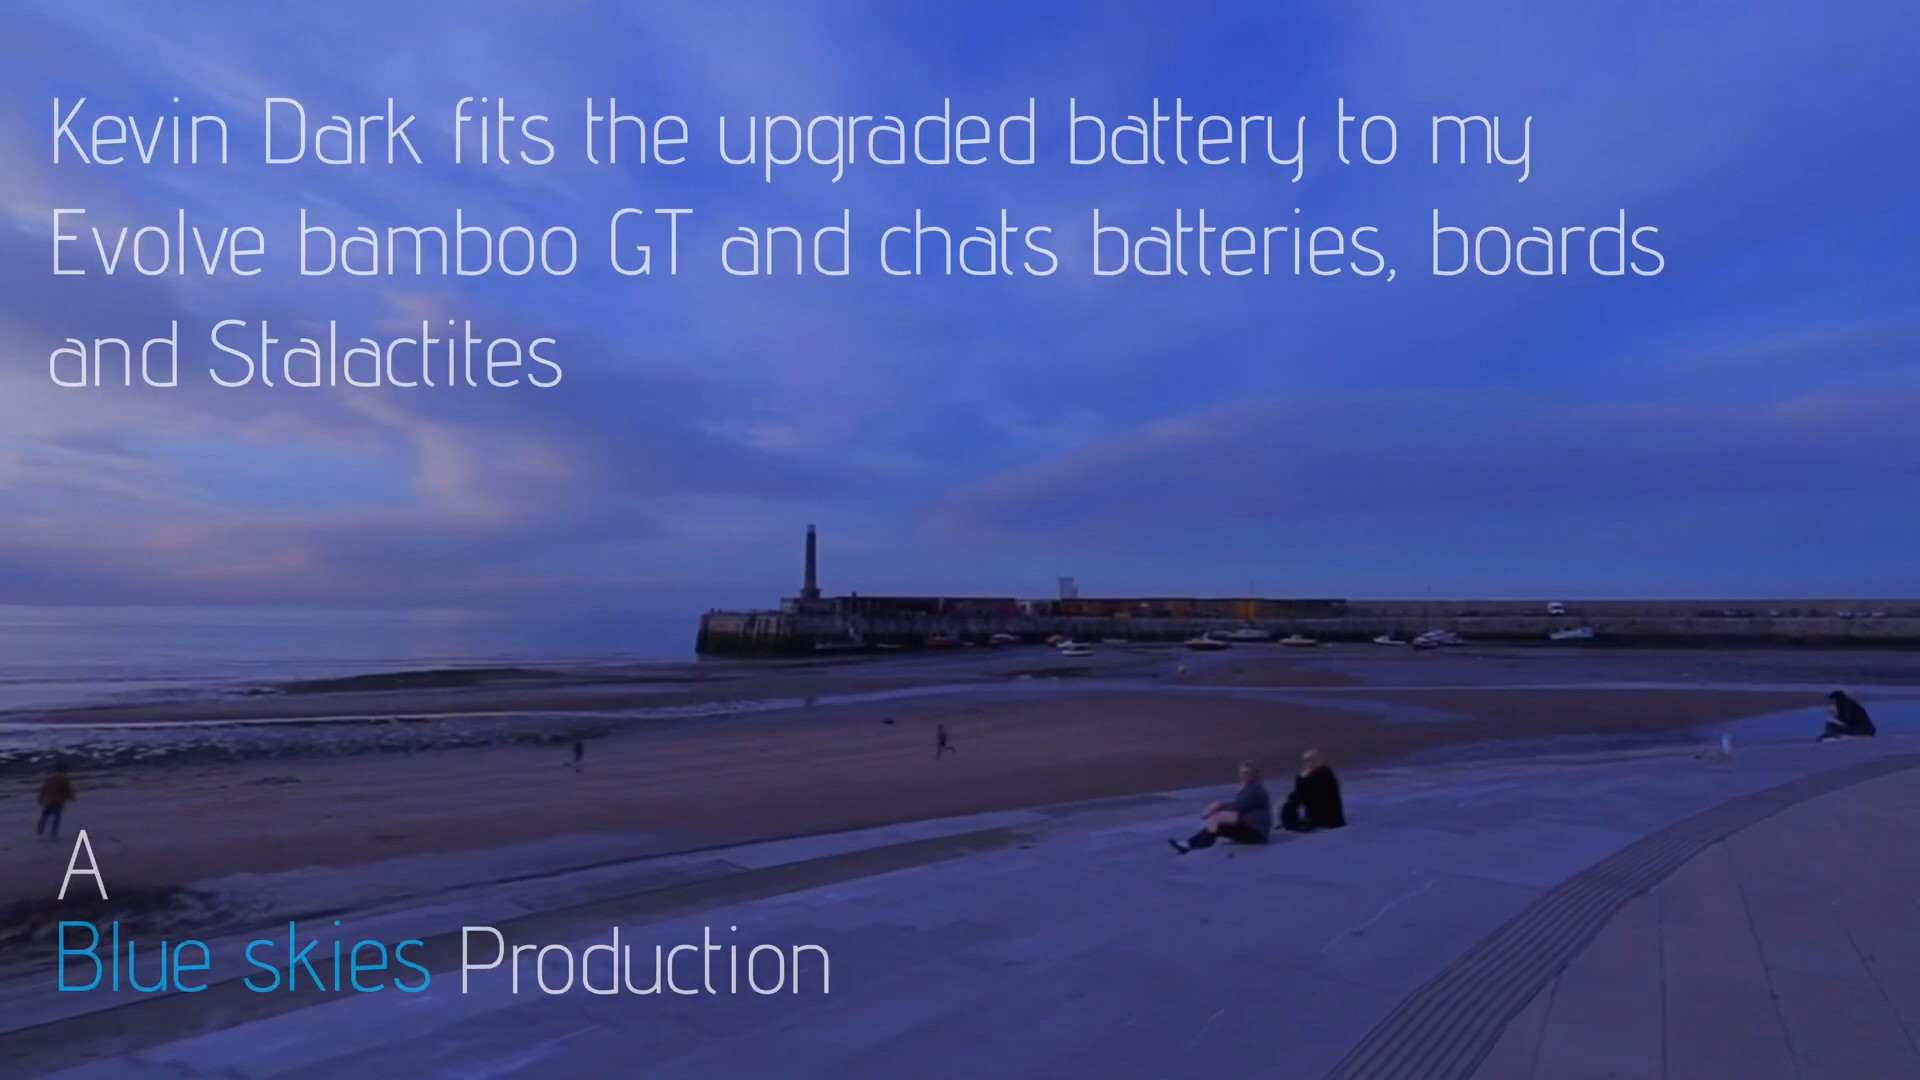 Kevin Dark fits the upgraded battery to my
Evolve bamboo GT and chats batteries, boards
and Stalactites
A
Blue skies Production